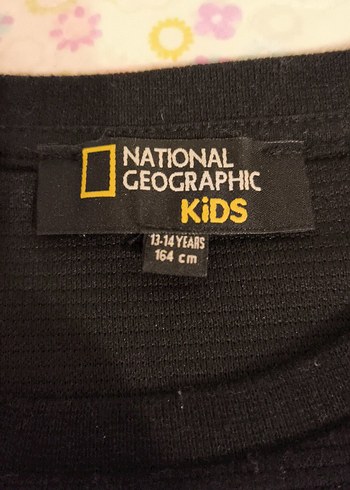 NATIONAL
GEOGRAPHIC
KiDS
13-14 YEARS
164 cm